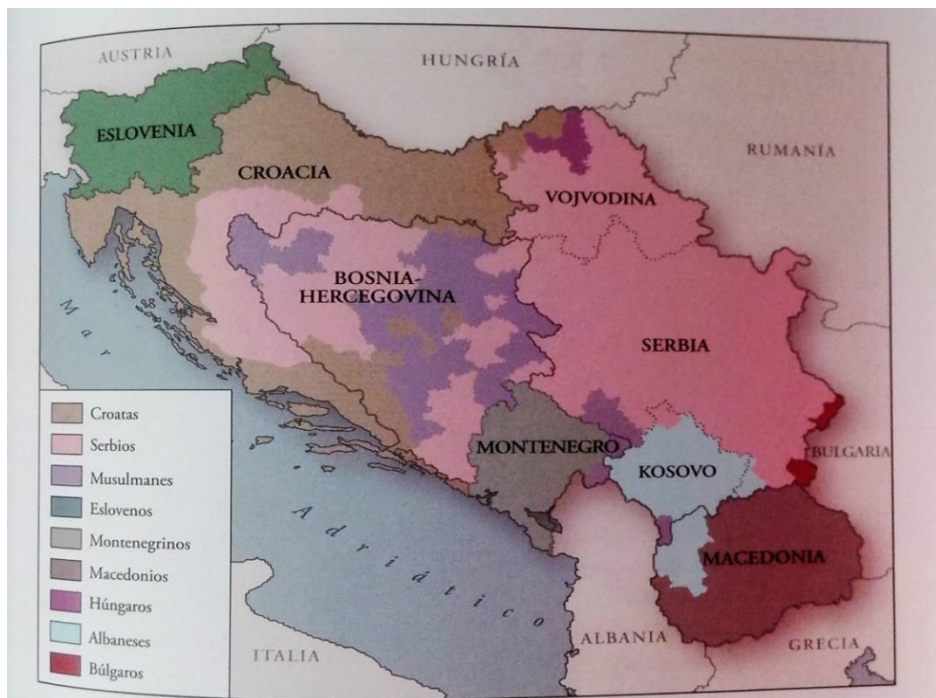 AUSTRIA
HUNGRÍA
ESLOVENIA
RUMANÍA
CROACIA
VOJVODINA
BOSNIA-
HERCEGOVINA
SERBIA
Mar
Adriático
MONTENEGRO
KOSOVO
BULGARIA
MACEDONIA
ALBANIA
GRECIA
ITALIA
Croatas
Serbios
Musulmanes
Eslovenos
Montenegrinos
Macedonios
Húngaros
Albaneses
Búlgaros